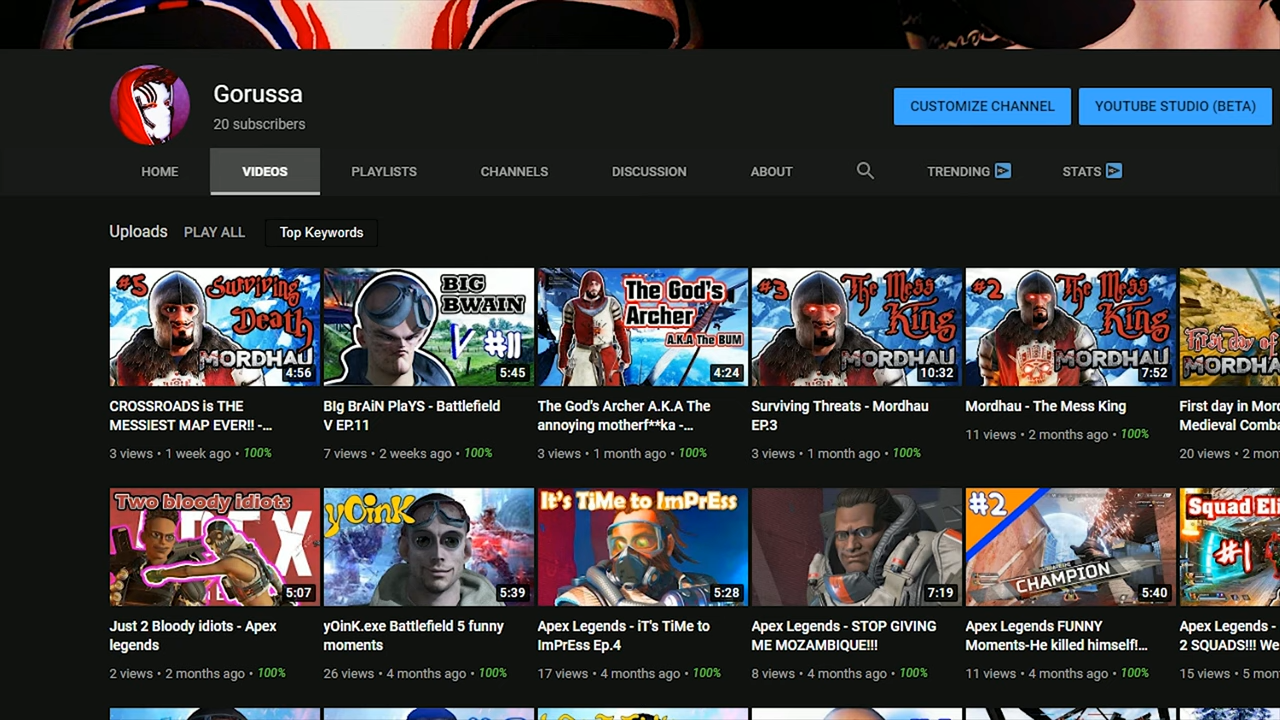 Gorussa
20 subscribers
CUSTOMIZE CHANNEL
YOUTUBE STUDIO (BETA)
HOME
VIDEOS
PLAYLISTS
CHANNELS
DISCUSSION
ABOUT
TRENDING
STATS
Uploads
PLAY ALL
Top Keywords
#5
Surviving
Death
MORDHAU
4:56
BIG
BWAIN
V #11
5:45
The God's
Archer
A.K.A The BUM
4:24
#3
The Mess
King
MORDHAU
10:32
#2
The Mess
King
MORDHAU
7:52
First day of
MORDHA
CROSSROADS is THE
MESSIEST MAP EVER!! -...
3 views • 1 week ago • 100%
BIg BrAiN PlaYS - Battlefield
V EP.11
7 views • 2 weeks ago • 100%
The God's Archer A.K.A The
annoying motherf**ka -...
3 views • 1 month ago • 100%
Surviving Threats - Mordhau
EP.3
3 views • 1 month ago • 100%
Mordhau - The Mess King
11 views • 2 months ago • 100%
First day in Mord
Medieval Comba
20 views • 2 mon
Two bloody idiots
5:07
yOinK
5:39
It's TiMe to ImPrEss
5:28
7:19
#2
CHAMPION
5:40
Squad Eli
#1
Just 2 Bloody idiots - Apex
legends
2 views • 2 months ago • 100%
yOinK.exe Battlefield 5 funny
moments
26 views • 4 months ago • 100%
Apex Legends - iT's TiMe to
ImPrEss Ep.4
17 views • 4 months ago • 100%
Apex Legends - STOP GIVING
ME MOZAMBIQUE!!!
8 views • 4 months ago • 100%
Apex Legends FUNNY
Moments-He killed himself!...
11 views • 4 months ago • 100%
Apex Legends -
2 SQUADS!!! We
15 views • 5 mon